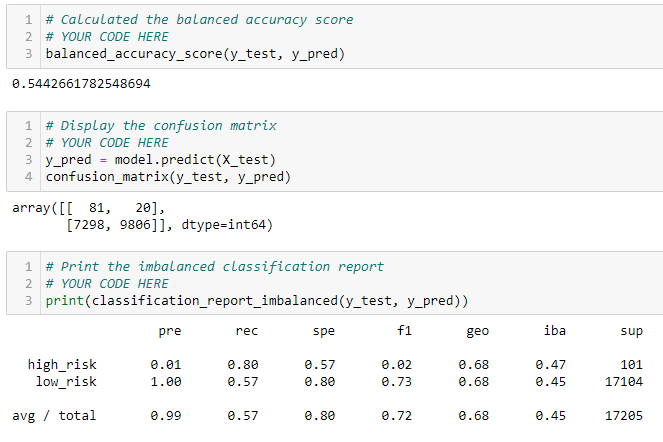 1 # Calculated the balanced accuracy score
2 # YOUR CODE HERE
3 balanced_accuracy_score(y_test, y_pred)
0.5442661782548694
1 # Display the confusion matrix
2 # YOUR CODE HERE
3 y_pred = model.predict(X_test)
4 confusion_matrix(y_test, y_pred)
array([[ 81, 20],
[7298, 9806]], dtype=int64)
1 # Print the imbalanced classification report
2 # YOUR CODE HERE
3 print(classification_report_imbalanced(y_test, y_pred))
pre rec spe f1 geo iba sup
high_risk 0.01 0.80 0.57 0.02 0.68 0.47 101
low_risk 1.00 0.57 0.80 0.73 0.68 0.45 17104
avg / total 0.99 0.57 0.80 0.72 0.68 0.45 17205